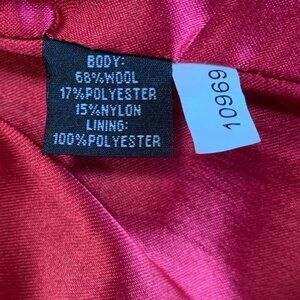 BODY:
68%WOOL
17%POLYESTER
15%NYLON
LINING:
100%POLYESTER
10969